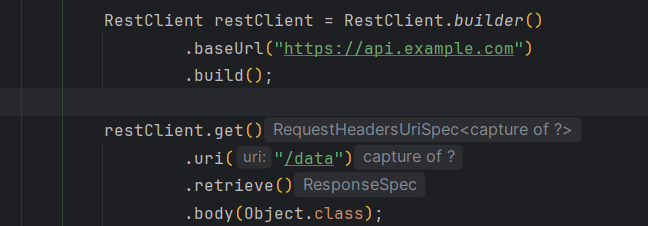 RestClient restClient = RestClient.builder()
.baseUrl("https://api.example.com")
.build();
restClient.get() RequestHeadersUriSpec<capture of ?>
.uri( uri: "/data") capture of ?
.retrieve() ResponseSpec
.body(Object.class);